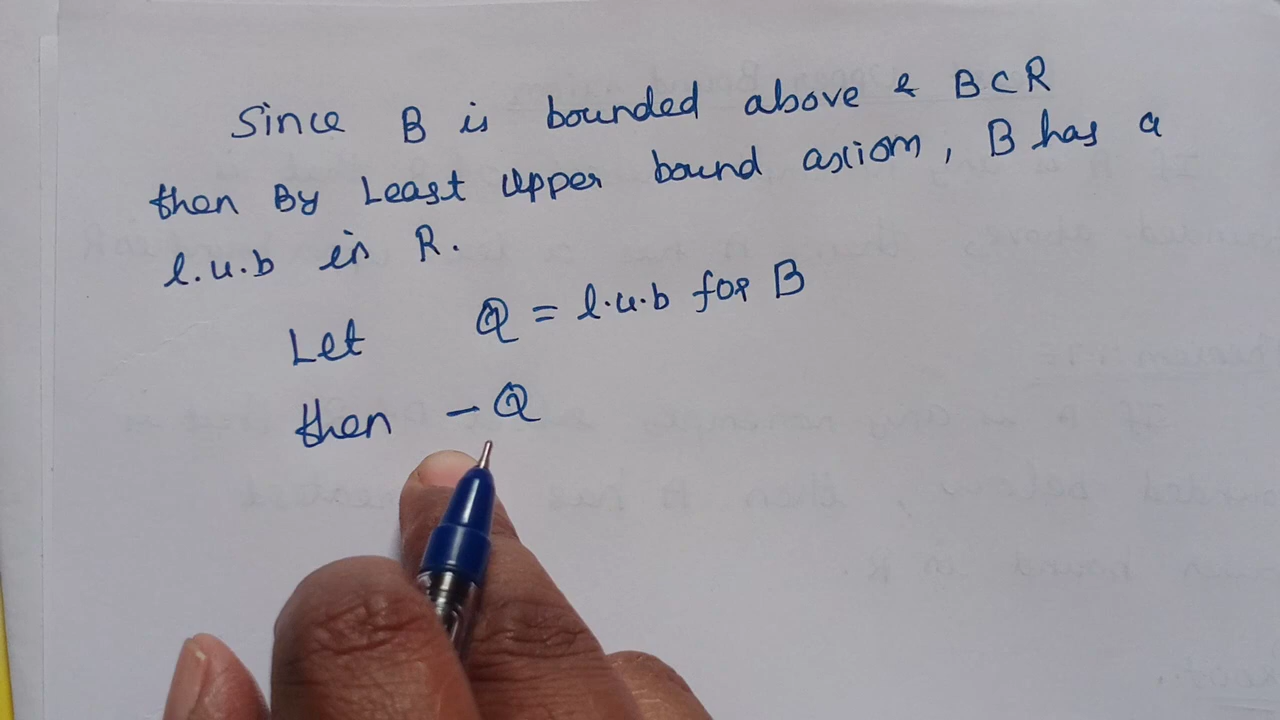 Since B is bounded above & B ⊂ R
then By Least upper bound axiom, B has a
l.u.b in R.
Let Q = l.u.b for B
then - Q